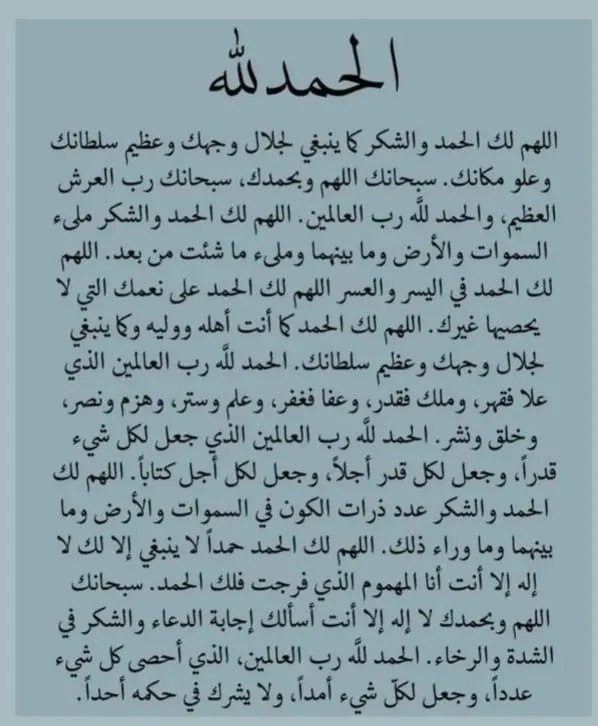 الحمدلله
اللهم لك الحمد والشكر كما ينبغي لجلال وجهك وعظيم سلطانك
وعلو مكانك. سبحانك اللهم وبحمدك، سبحانك رب العرش
العظيم، والحمد للَّه رب العالمين. اللهم لك الحمد والشكر ملىء
السموات والأرض وما بينهما وملىء ما شئت من بعد. اللهم
لك الحمد في اليسر والعسر اللهم لك الحمد على نعمك التي لا
يحصيها غيرك. اللهم لك الحمد كما أنت أهله ووليه وكما ينبغي
لجلال وجهك وعظيم سلطانك. الحمد للَّه رب العالمين الذي
علا فقهر، وملك فقدر، وعفا فغفر، وعلم وستر، وهزم ونصر،
وخلق ونشر. الحمد للَّه رب العالمين الذي جعل لكل شيء
قدراً، وجعل لكل قدر أجلاً، وجعل لكل أجل كتاباً. اللهم لك
الحمد والشكر عدد ذرات الكون في السموات والأرض وما
بينهما وما وراء ذلك. اللهم لك الحمد حمداً لا ينبغي إلا لك لا
إله إلا أنت أنا المهموم الذي فرجت فلك الحمد. سبحانك
اللهم وبحمدك لا إله إلا أنت أسألك إجابة الدعاء والشكر في
الشدة والرخاء. الحمد للَّه رب العالمين، الذي أحصى كل شيء
عدداً، وجعل لكلّ شيء أمداً، ولا يشرك في حكمه أحداً.